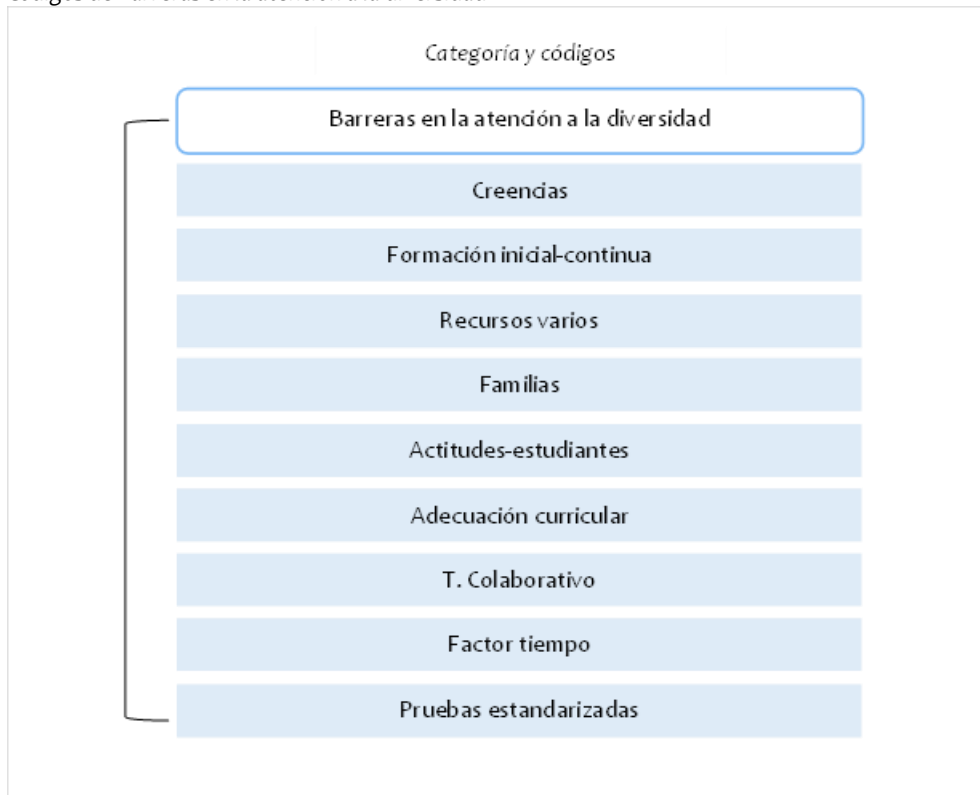 Categoría y códigos
Barreras en la atención a la diversidad
Creencias
Formación inicial-continua
Recursos varios
Familias
Actitudes-estudiantes
Adecuación curricular
T. Colaborativo
Factor tiempo
Pruebas estandarizadas